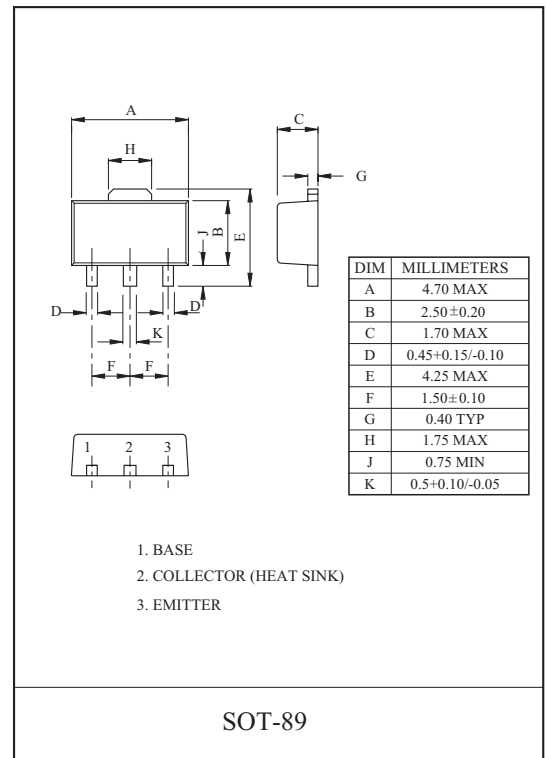 A
H
C
G
J
B
E
D
D
K
F
F
DIM MILLIMETERS
A 4.70 MAX
B 2.50±0.20
C 1.70 MAX
D 0.45+0.15/-0.10
E 4.25 MAX
F 1.50±0.10
G 0.40 TYP
H 1.75 MAX
J 0.75 MIN
K 0.5+0.10/-0.05
1 2 3
1. BASE
2. COLLECTOR (HEAT SINK)
3. EMITTER
SOT-89